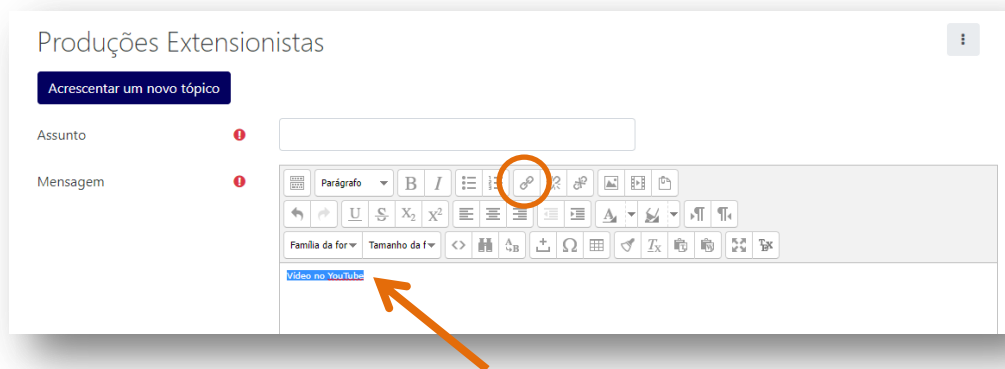 Produções Extensionistas
Acrescentar um novo tópico
Assunto
Mensagem
Parágrafo
Família da for
Tamanho da f
Vídeo no YouTube